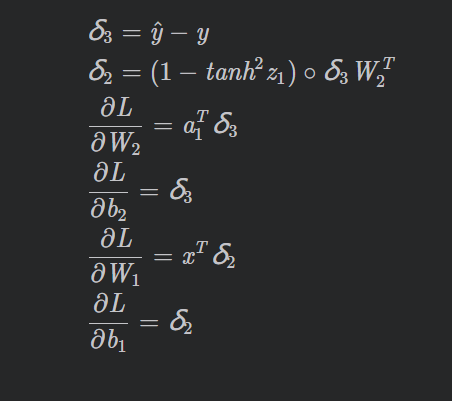 δ₃ = ŷ − y
δ₂ = (1 − tanh² z₁) ∘ δ₃ W₂ᵀ
∂L/∂W₂ = a₁ᵀ δ₃
∂L/∂b₂ = δ₃
∂L/∂W₁ = xᵀ δ₂
∂L/∂b₁ = δ₂